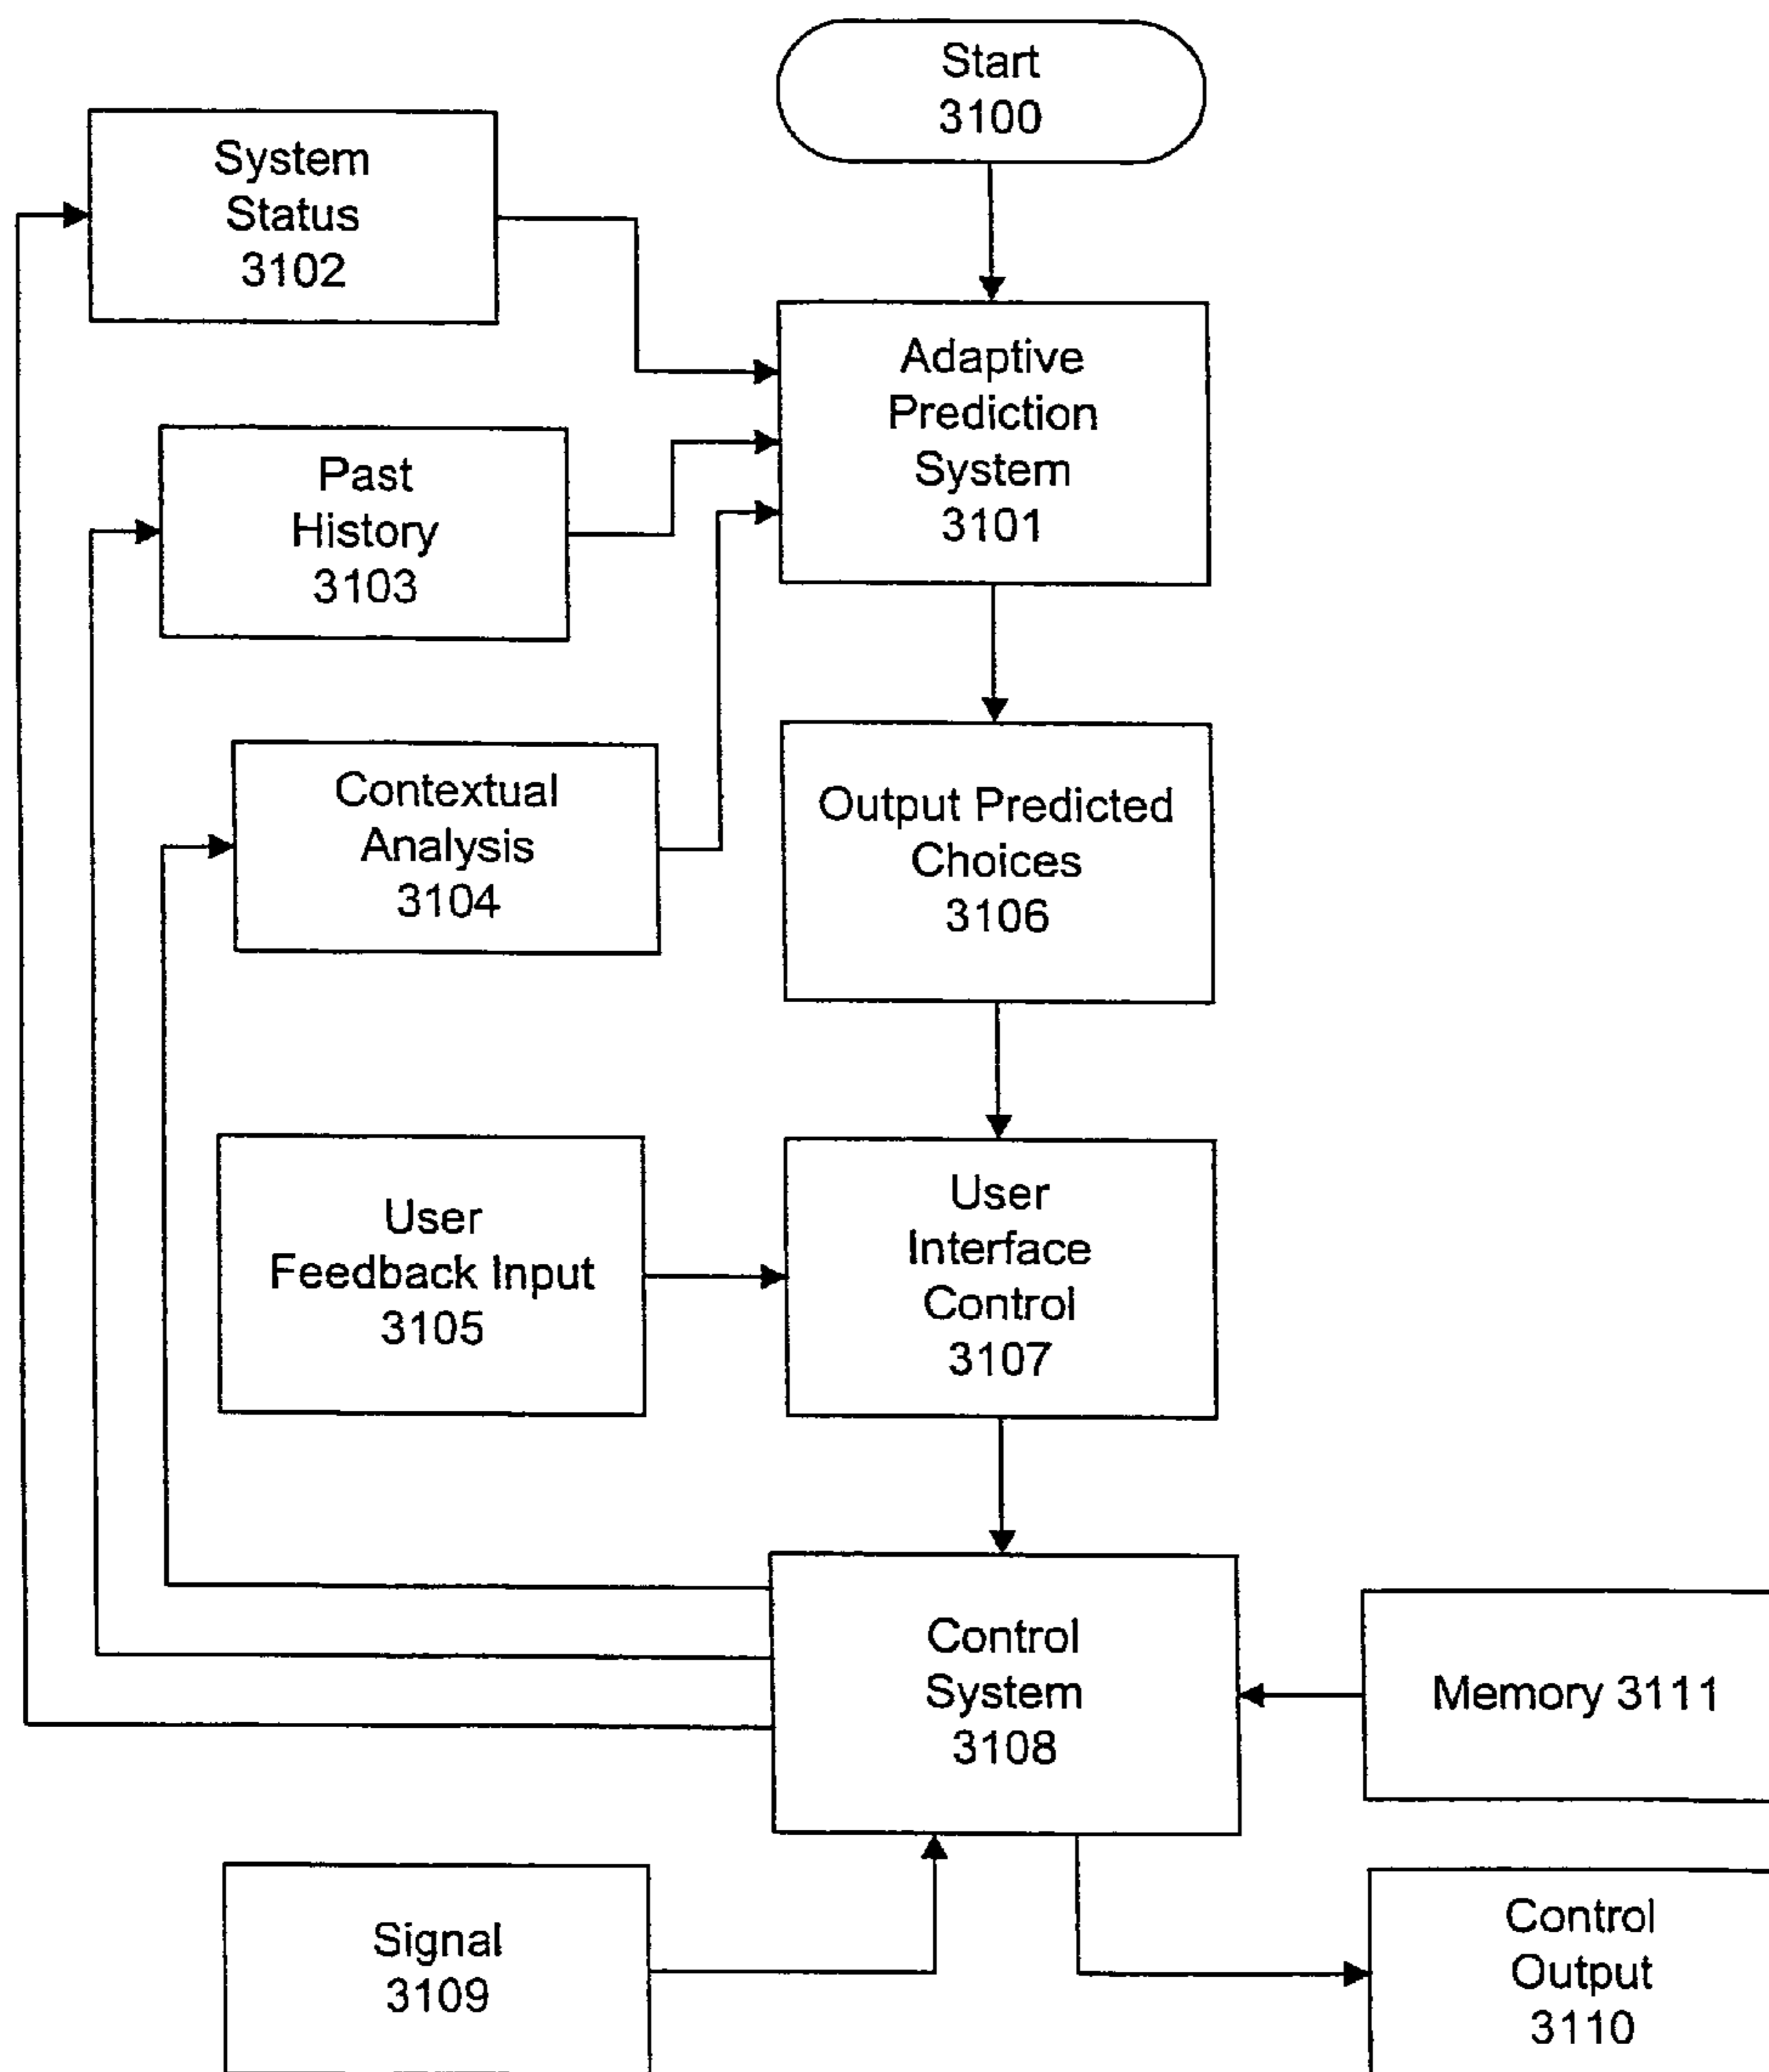 Start
3100
System
Status
3102
Adaptive
Prediction
System
3101
Past
History
3103
Contextual
Analysis
3104
Output Predicted
Choices
3106
User
Feedback Input
3105
User
Interface
Control
3107
Control
System
3108
Memory 3111
Signal
3109
Control
Output
3110